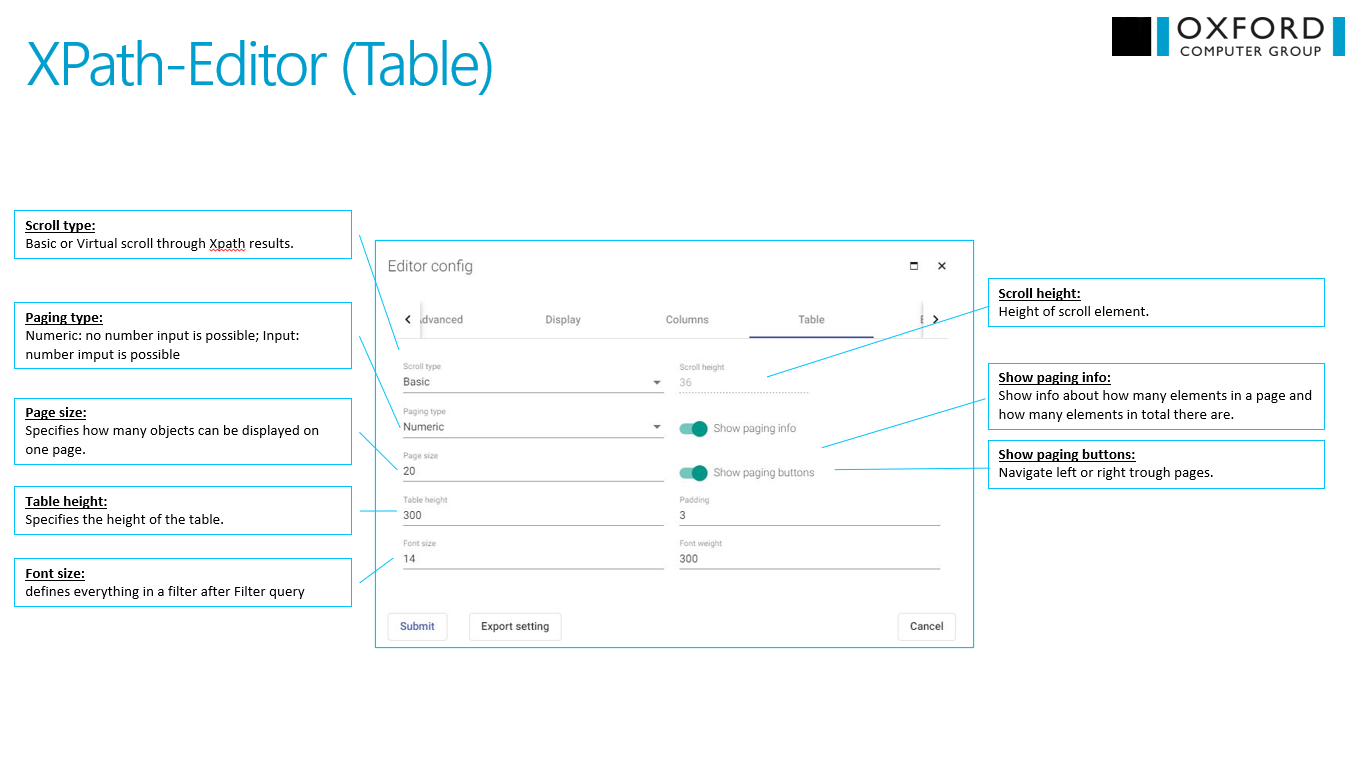 XPath-Editor (Table)
OXFORD
COMPUTER GROUP
Scroll type:
Basic or Virtual scroll through Xpath results.
Paging type:
Numeric: no number input is possible; Input:
number imput is possible
Page size:
Specifies how many objects can be displayed on
one page.
Table height:
Specifies the height of the table.
Font size:
defines everything in a filter after Filter query
Editor config
dvanced Display Columns Table
Scroll type
Basic
Scroll height
36
Paging type
Numeric
Show paging info
Page size
20
Show paging buttons
Table height
300
Padding
3
Font size
14
Font weight
300
Submit Export setting Cancel
Scroll height:
Height of scroll element.
Show paging info:
Show info about how many elements in a page and
how many elements in total there are.
Show paging buttons:
Navigate left or right trough pages.